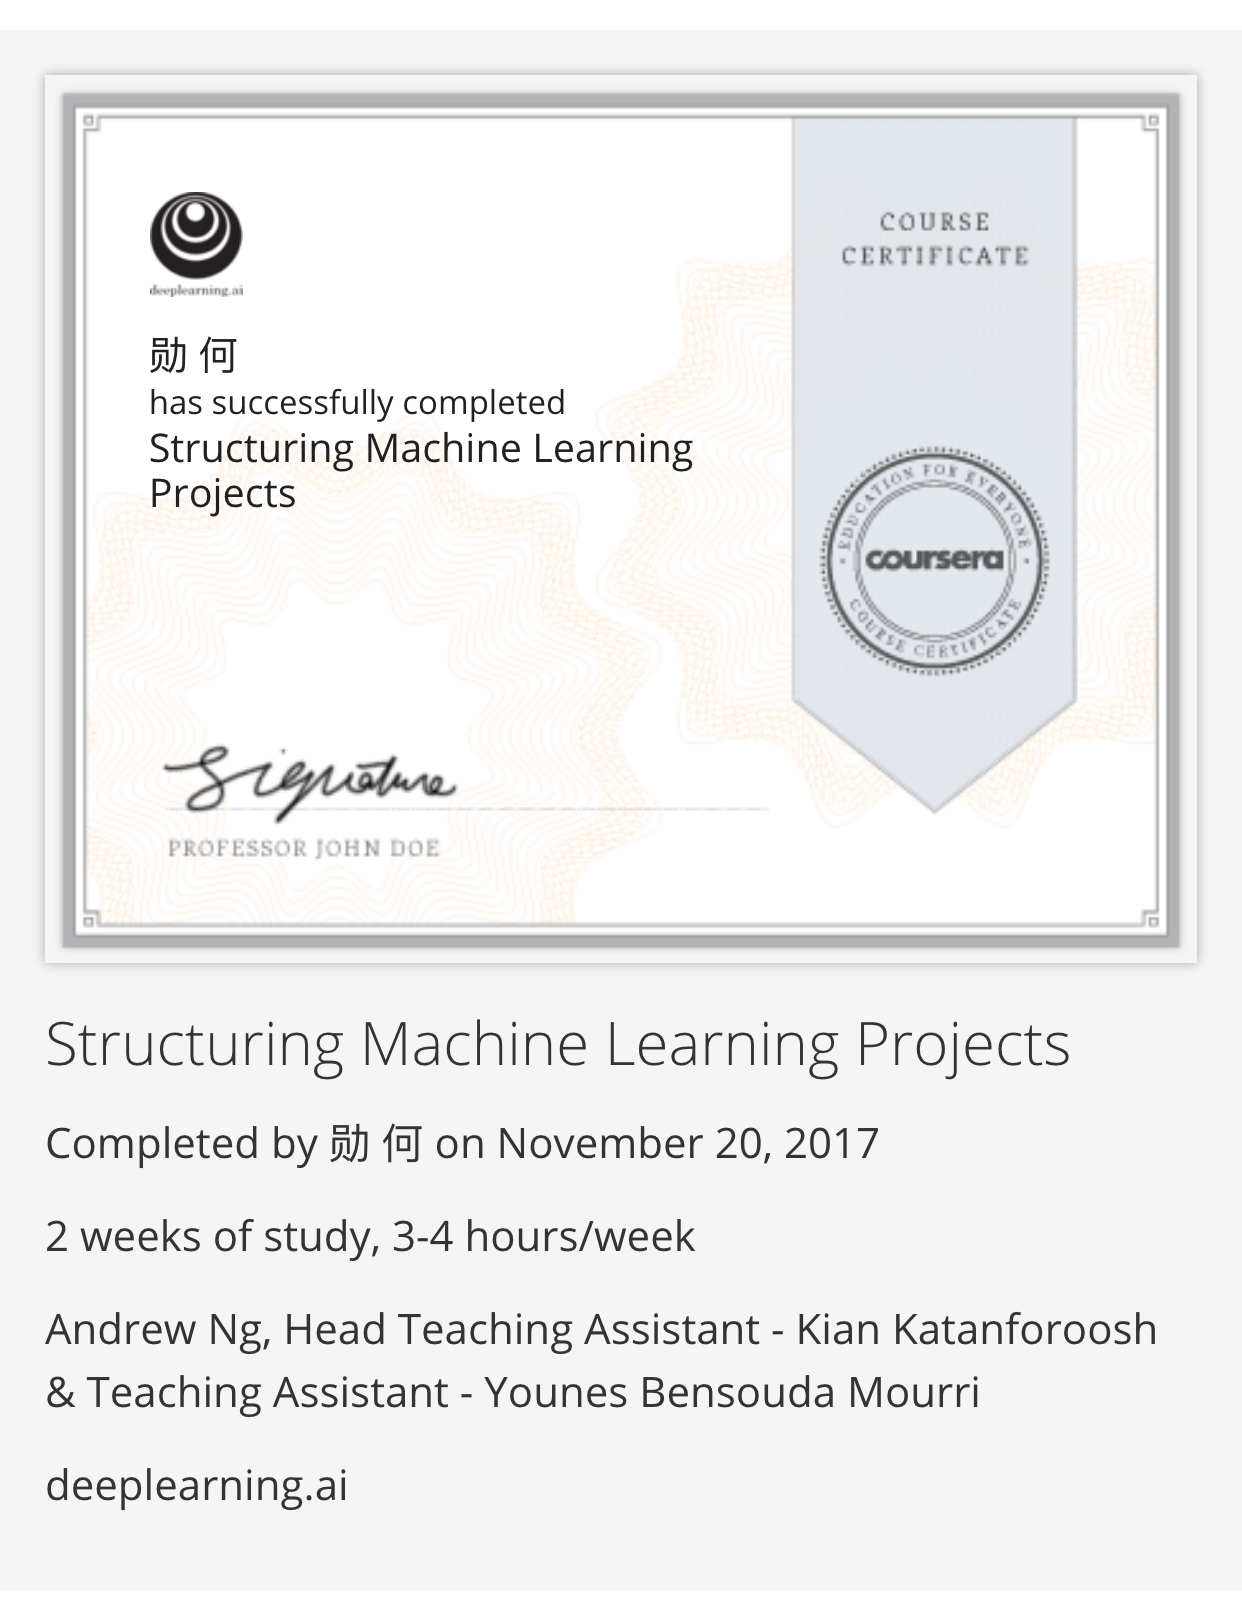 deeplearning.ai
勋 何
has successfully completed
Structuring Machine Learning
Projects
COURSE
CERTIFICATE
EDUCATION FOR EVERYONE
coursera
COURSE CERTIFICATE
Signature
PROFESSOR JOHN DOE
Structuring Machine Learning Projects
Completed by 勋 何 on November 20, 2017
2 weeks of study, 3-4 hours/week
Andrew Ng, Head Teaching Assistant - Kian Katanforoosh
& Teaching Assistant - Younes Bensouda Mourri
deeplearning.ai